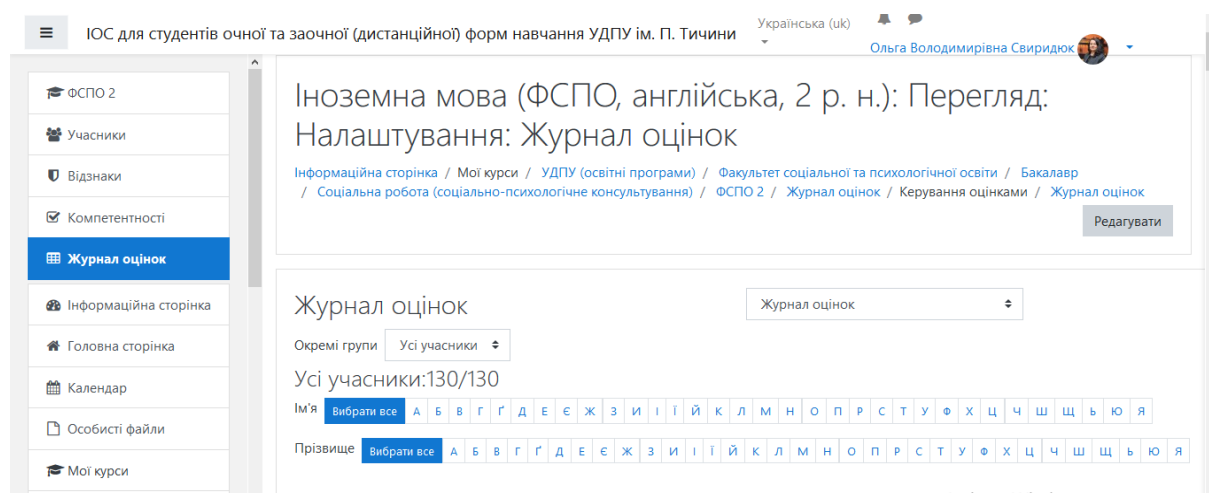 ІОС для студентів очної та заочної (дистанційної) форм навчання УДПУ ім. П. Тичини
Українська (uk)
Ольга Володимирівна Свиридюк
ФСПО 2
Учасники
Відзнаки
Компетентності
Журнал оцінок
Інформаційна сторінка
Головна сторінка
Календар
Особисті файли
Мої курси
Іноземна мова (ФСПО, англійська, 2 р. н.): Перегляд:
Налаштування: Журнал оцінок
Інформаційна сторінка / Мої курси / УДПУ (освітні програми) / Факультет соціальної та психологічної освіти / Бакалавр
/ Соціальна робота (соціально-психологічне консультування) / ФСПО 2 / Журнал оцінок / Керування оцінками / Журнал оцінок
Редагувати
Журнал оцінок
Журнал оцінок
Окремі групи Усі учасники
Усі учасники:130/130
Ім'я Вибрати все А Б В Г Ґ Д Е Є Ж З И І Ї Й К Л М Н О П Р С Т У Ф Х Ц Ч Ш Щ Ь Ю Я
Прізвище Вибрати все А Б В Г Ґ Д Е Є Ж З И І Ї Й К Л М Н О П Р С Т У Ф Х Ц Ч Ш Щ Ь Ю Я